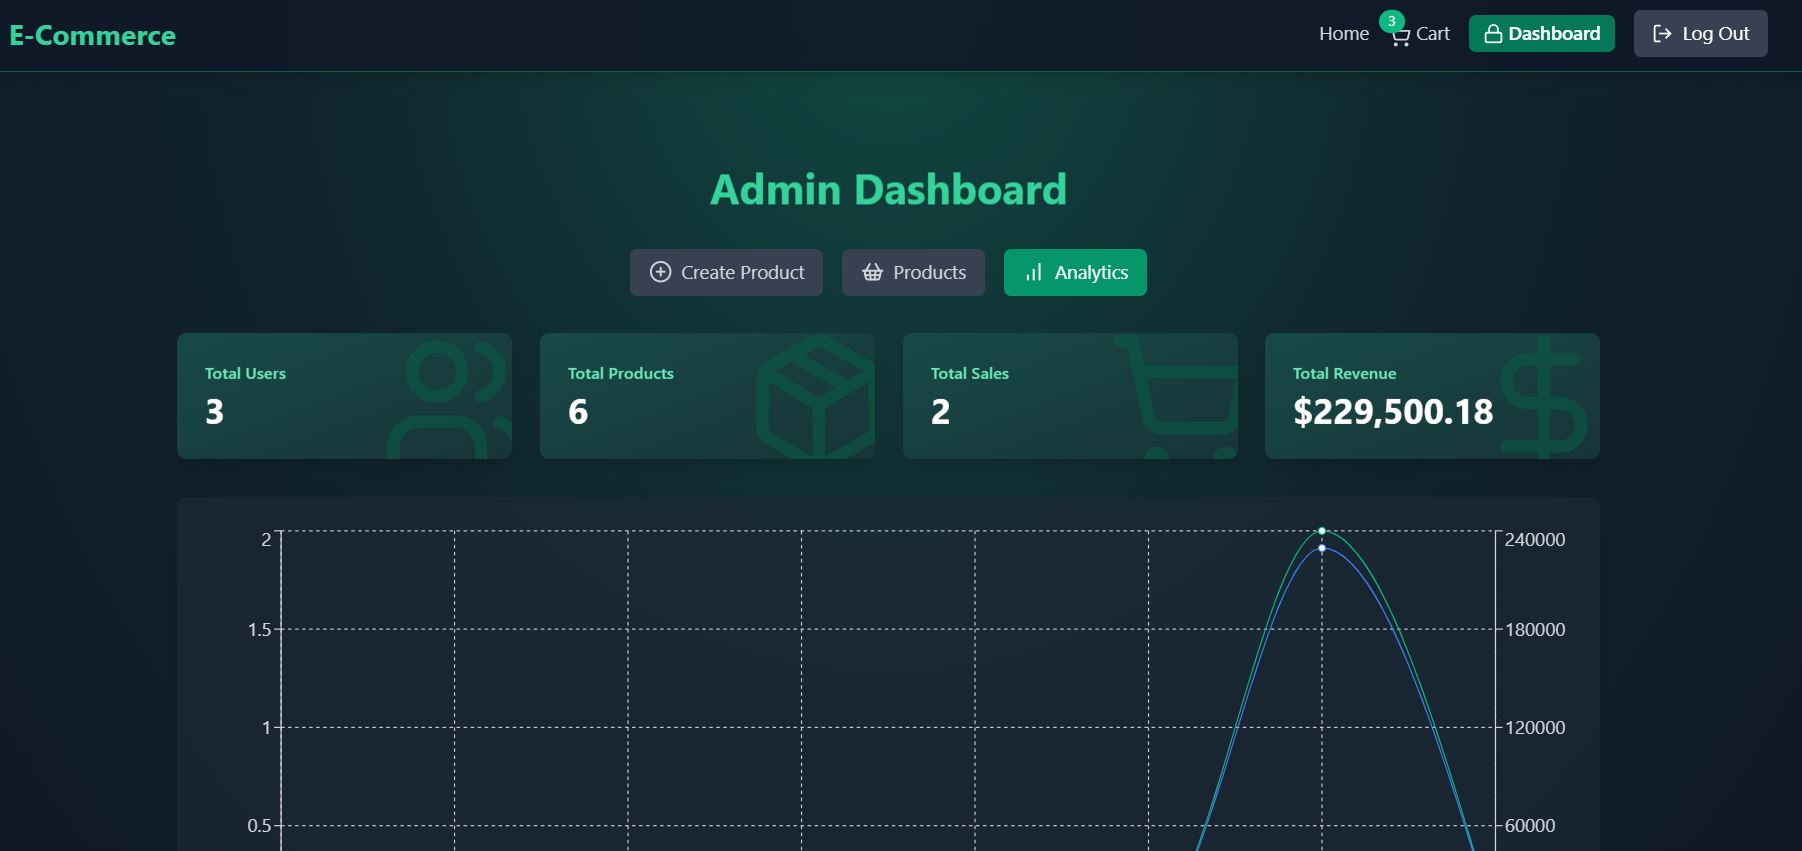 E-Commerce
Home 3 Cart Dashboard Log Out
Admin Dashboard
Create Product Products Analytics
Total Users
3
Total Products
6
Total Sales
2
Total Revenue
$229,500.18
2 240000
1.5 180000
1 120000
0.5 60000